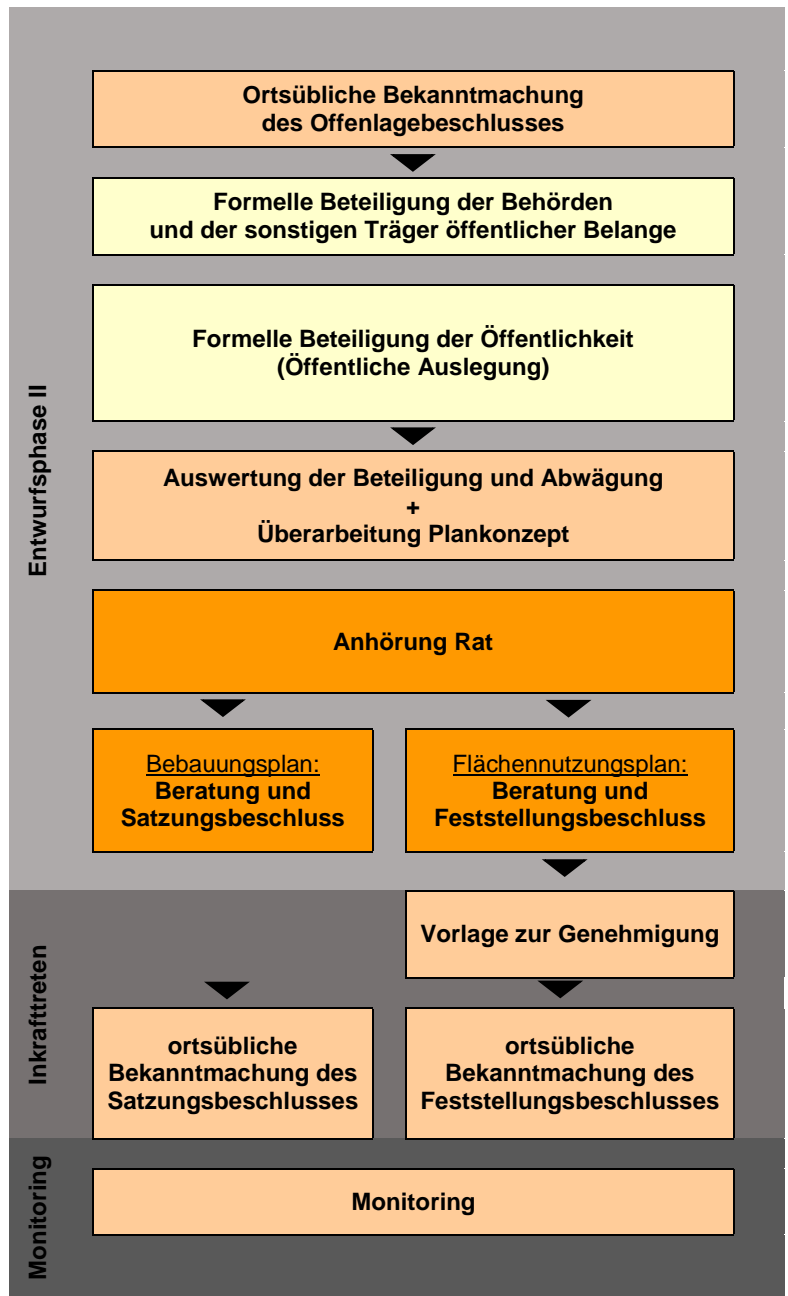 Entwurfsphase II
Ortsübliche Bekanntmachung
des Offenlagebeschlusses
Formelle Beteiligung der Behörden
und der sonstigen Träger öffentlicher Belange
Formelle Beteiligung der Öffentlichkeit
(Öffentliche Auslegung)
Auswertung der Beteiligung und Abwägung
+
Überarbeitung Plankonzept
Anhörung Rat
Bebauungsplan:
Beratung und
Satzungsbeschluss
Flächennutzungsplan:
Beratung und
Feststellungsbeschluss
Inkrafttreten
Vorlage zur Genehmigung
ortsübliche
Bekanntmachung des
Satzungsbeschlusses
ortsübliche
Bekanntmachung des
Feststellungsbeschlusses
Monitoring
Monitoring